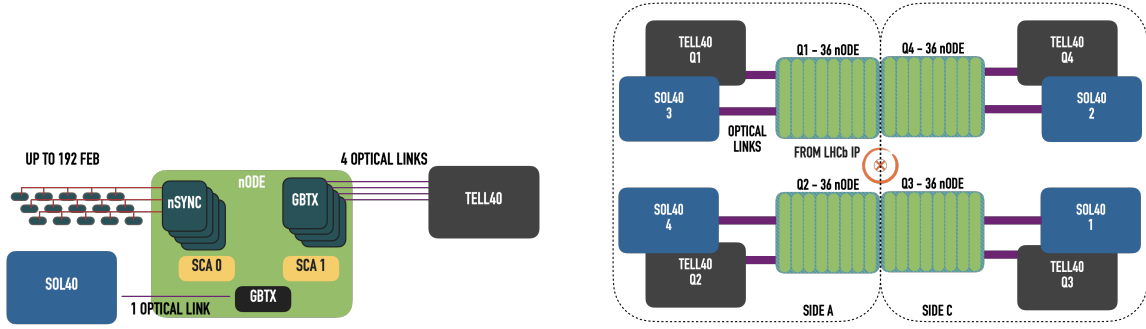 UP TO 192 FEB
nODE
4 OPTICAL LINKS
nSYNC
GBTX
TELL40
SCA 0
SCA 1
SOL40
GBTX
1 OPTICAL LINK
TELL40
Q1
Q1 – 36 nODE
Q4 – 36 nODE
TELL40
Q4
SOL40
3
SOL40
2
OPTICAL
LINKS
FROM LHCb IP
Q2 – 36 nODE
Q3 – 36 nODE
SOL40
4
SOL40
1
TELL40
Q2
TELL40
Q3
SIDE A
SIDE C